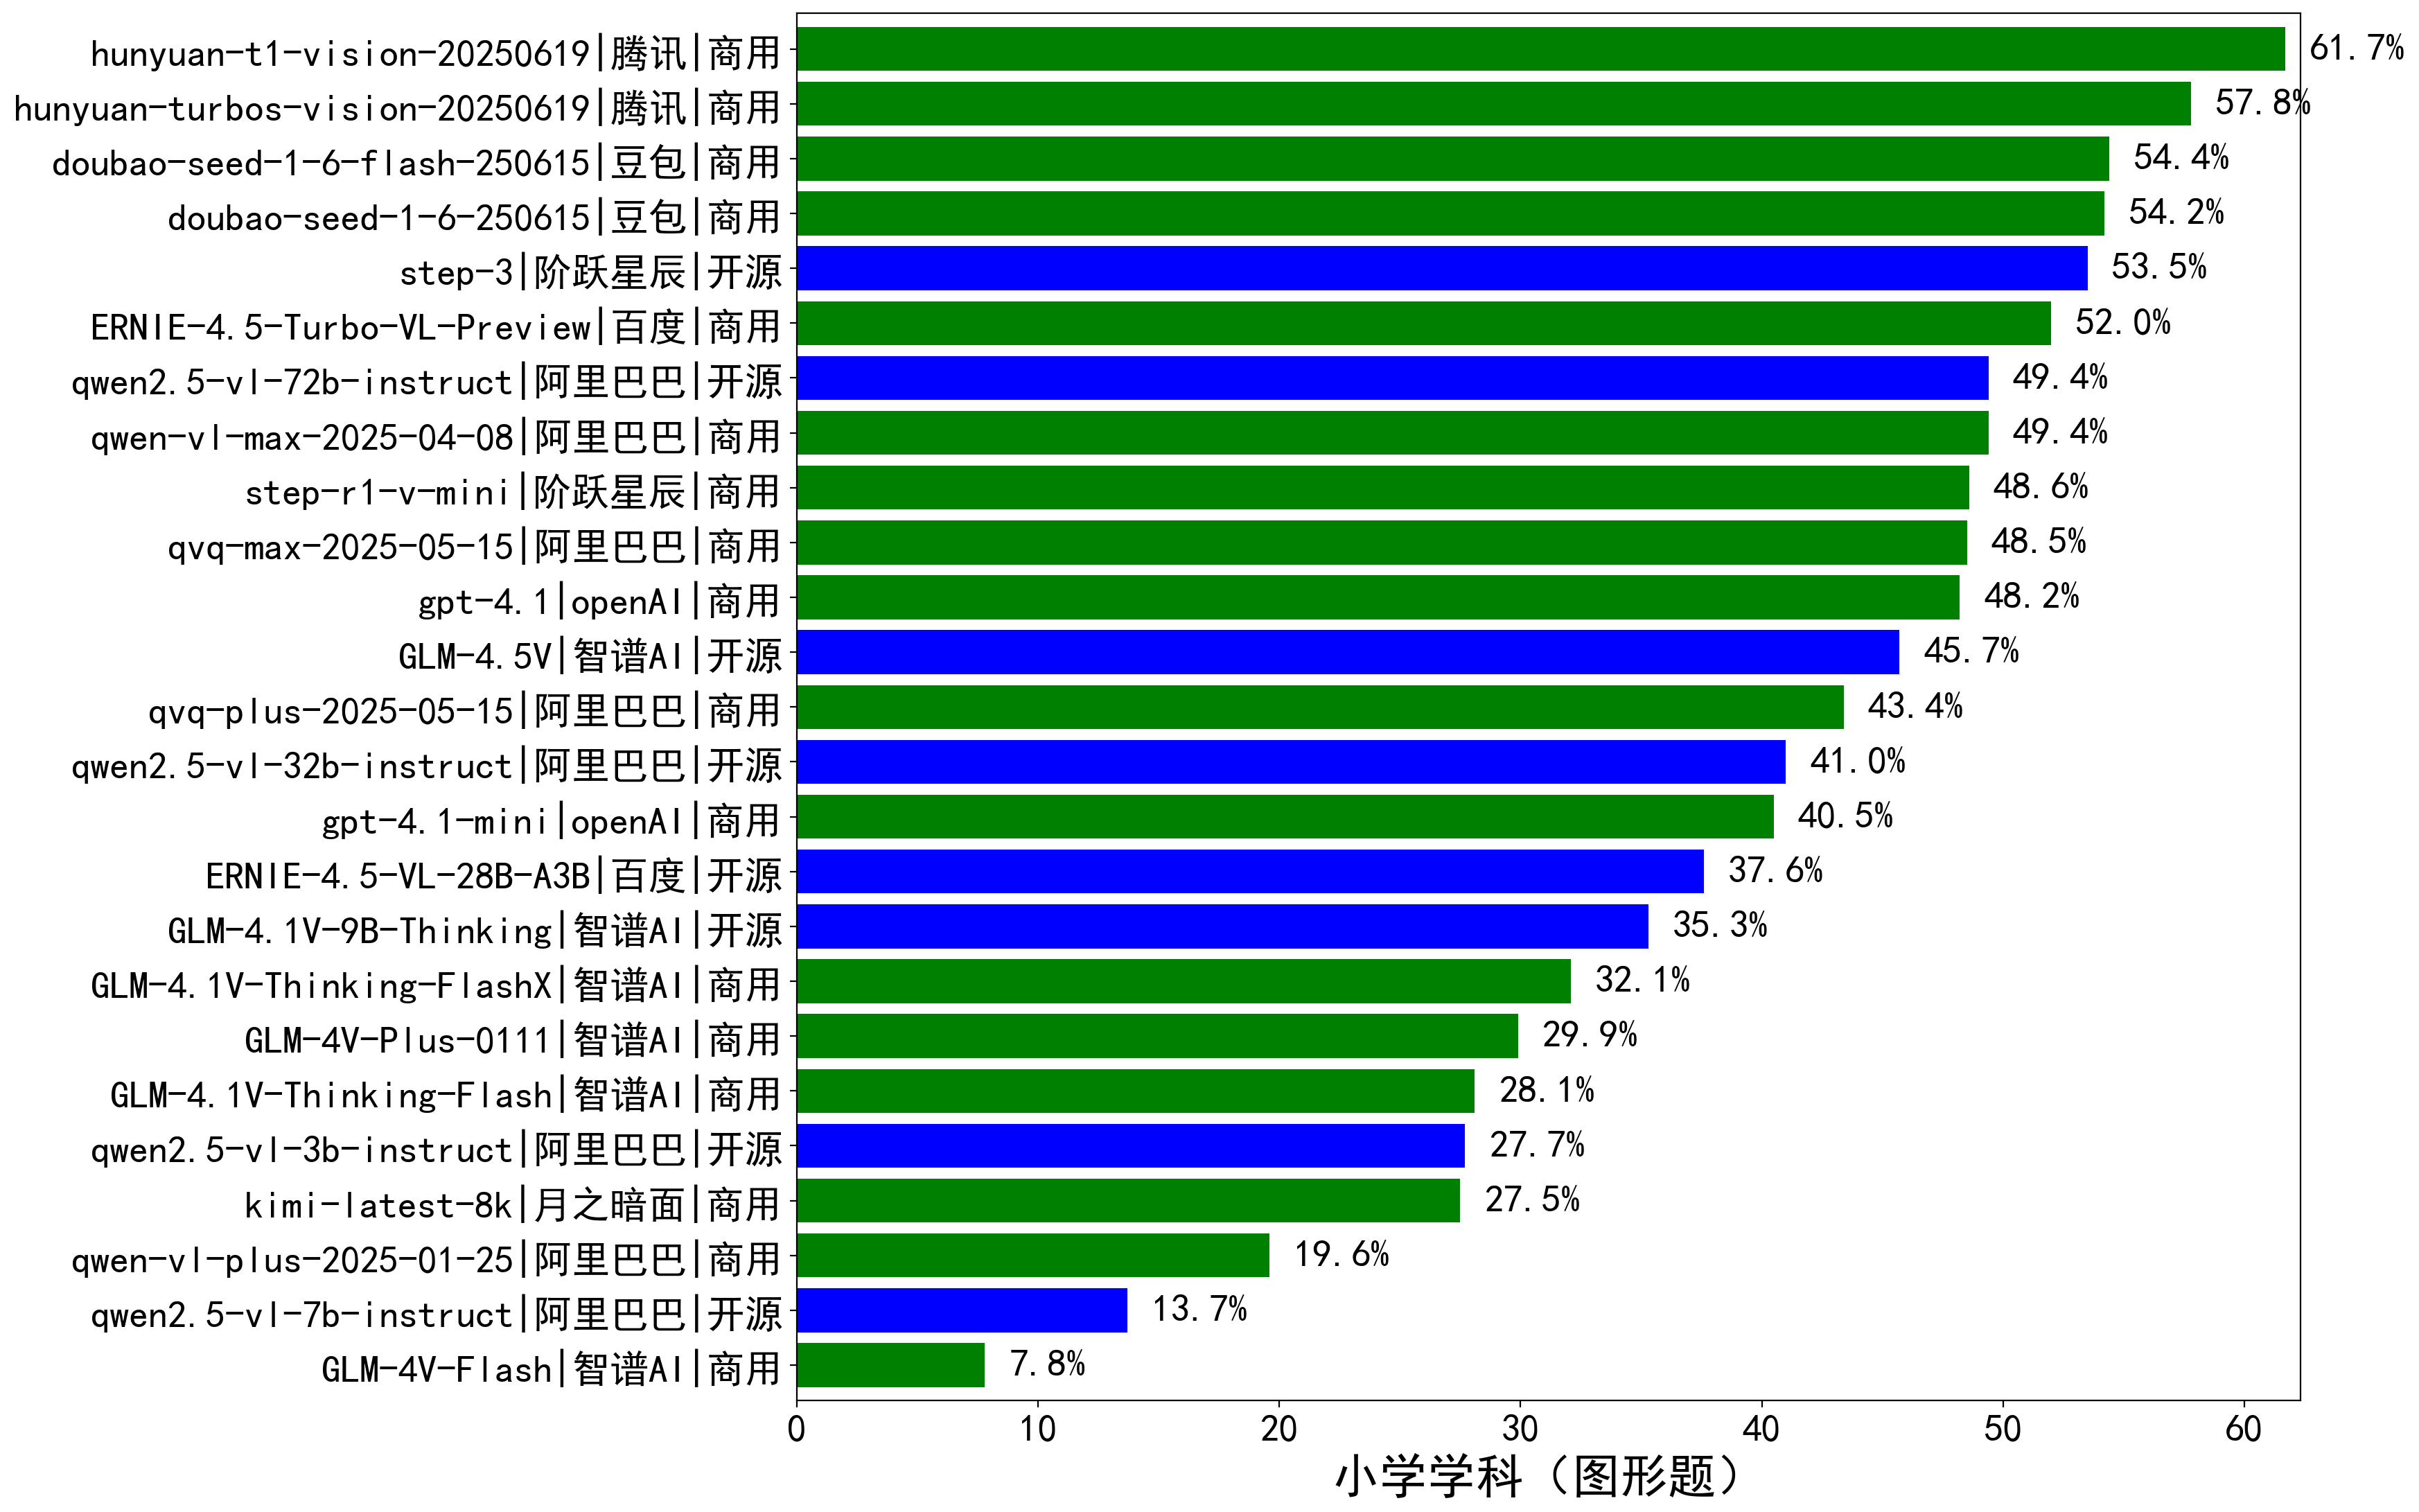 hunyuan-t1-vision-20250619|腾讯|商用 61.7%
hunyuan-turbos-vision-20250619|腾讯|商用 57.8%
doubao-seed-1-6-flash-250615|豆包|商用 54.4%
doubao-seed-1-6-250615|豆包|商用 54.2%
step-3|阶跃星辰|开源 53.5%
ERNIE-4.5-Turbo-VL-Preview|百度|商用 52.0%
qwen2.5-vl-72b-instruct|阿里巴巴|开源 49.4%
qwen-vl-max-2025-04-08|阿里巴巴|商用 49.4%
step-r1-v-mini|阶跃星辰|商用 48.6%
qvq-max-2025-05-15|阿里巴巴|商用 48.5%
gpt-4.1|openAI|商用 48.2%
GLM-4.5V|智谱AI|开源 45.7%
qvq-plus-2025-05-15|阿里巴巴|商用 43.4%
qwen2.5-vl-32b-instruct|阿里巴巴|开源 41.0%
gpt-4.1-mini|openAI|商用 40.5%
ERNIE-4.5-VL-28B-A3B|百度|开源 37.6%
GLM-4.1V-9B-Thinking|智谱AI|开源 35.3%
GLM-4.1V-Thinking-FlashX|智谱AI|商用 32.1%
GLM-4V-Plus-0111|智谱AI|商用 29.9%
GLM-4.1V-Thinking-Flash|智谱AI|商用 28.1%
qwen2.5-vl-3b-instruct|阿里巴巴|开源 27.7%
kimi-latest-8k|月之暗面|商用 27.5%
qwen-vl-plus-2025-01-25|阿里巴巴|商用 19.6%
qwen2.5-vl-7b-instruct|阿里巴巴|开源 13.7%
GLM-4V-Flash|智谱AI|商用 7.8%
0 10 20 30 40 50 60
小学学科（图形题）